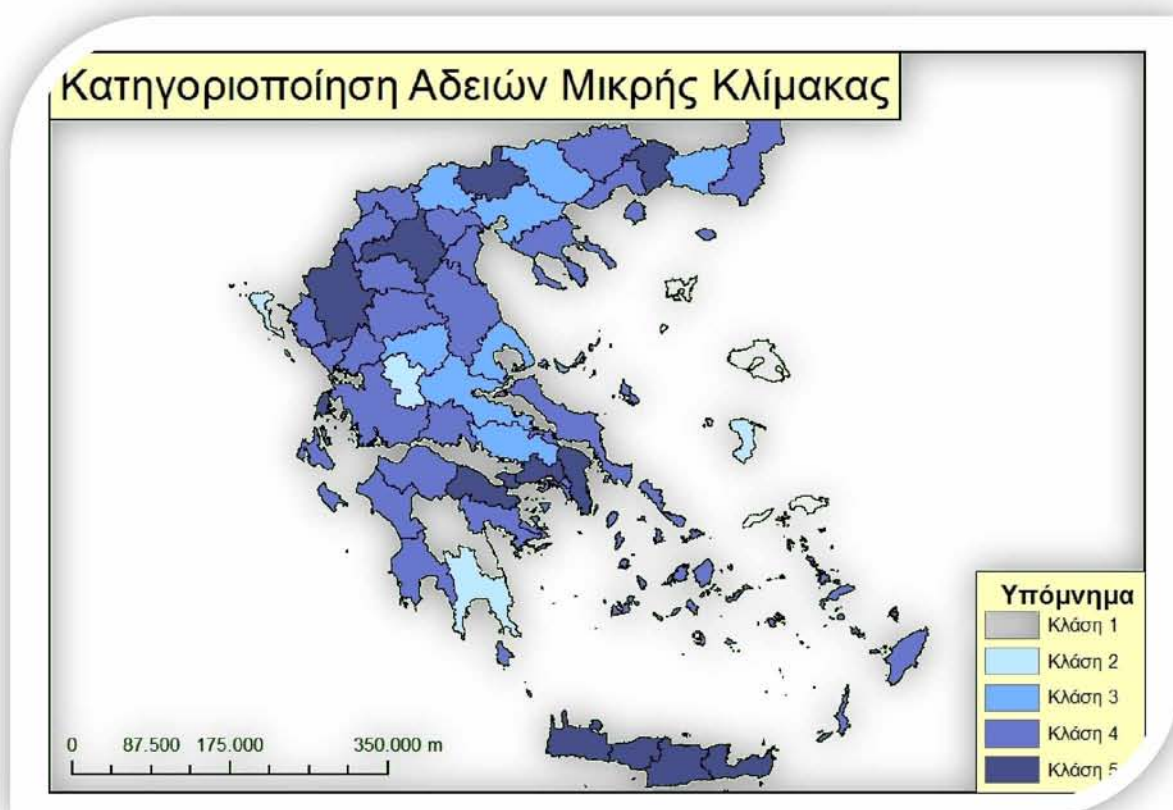 Κατηγοριοποίηση Αδειών Μικρής Κλίμακας
Υπόμνημα
Κλάση 1
Κλάση 2
Κλάση 3
Κλάση 4
Κλάση 5
0 87.500 175.000 350.000 m